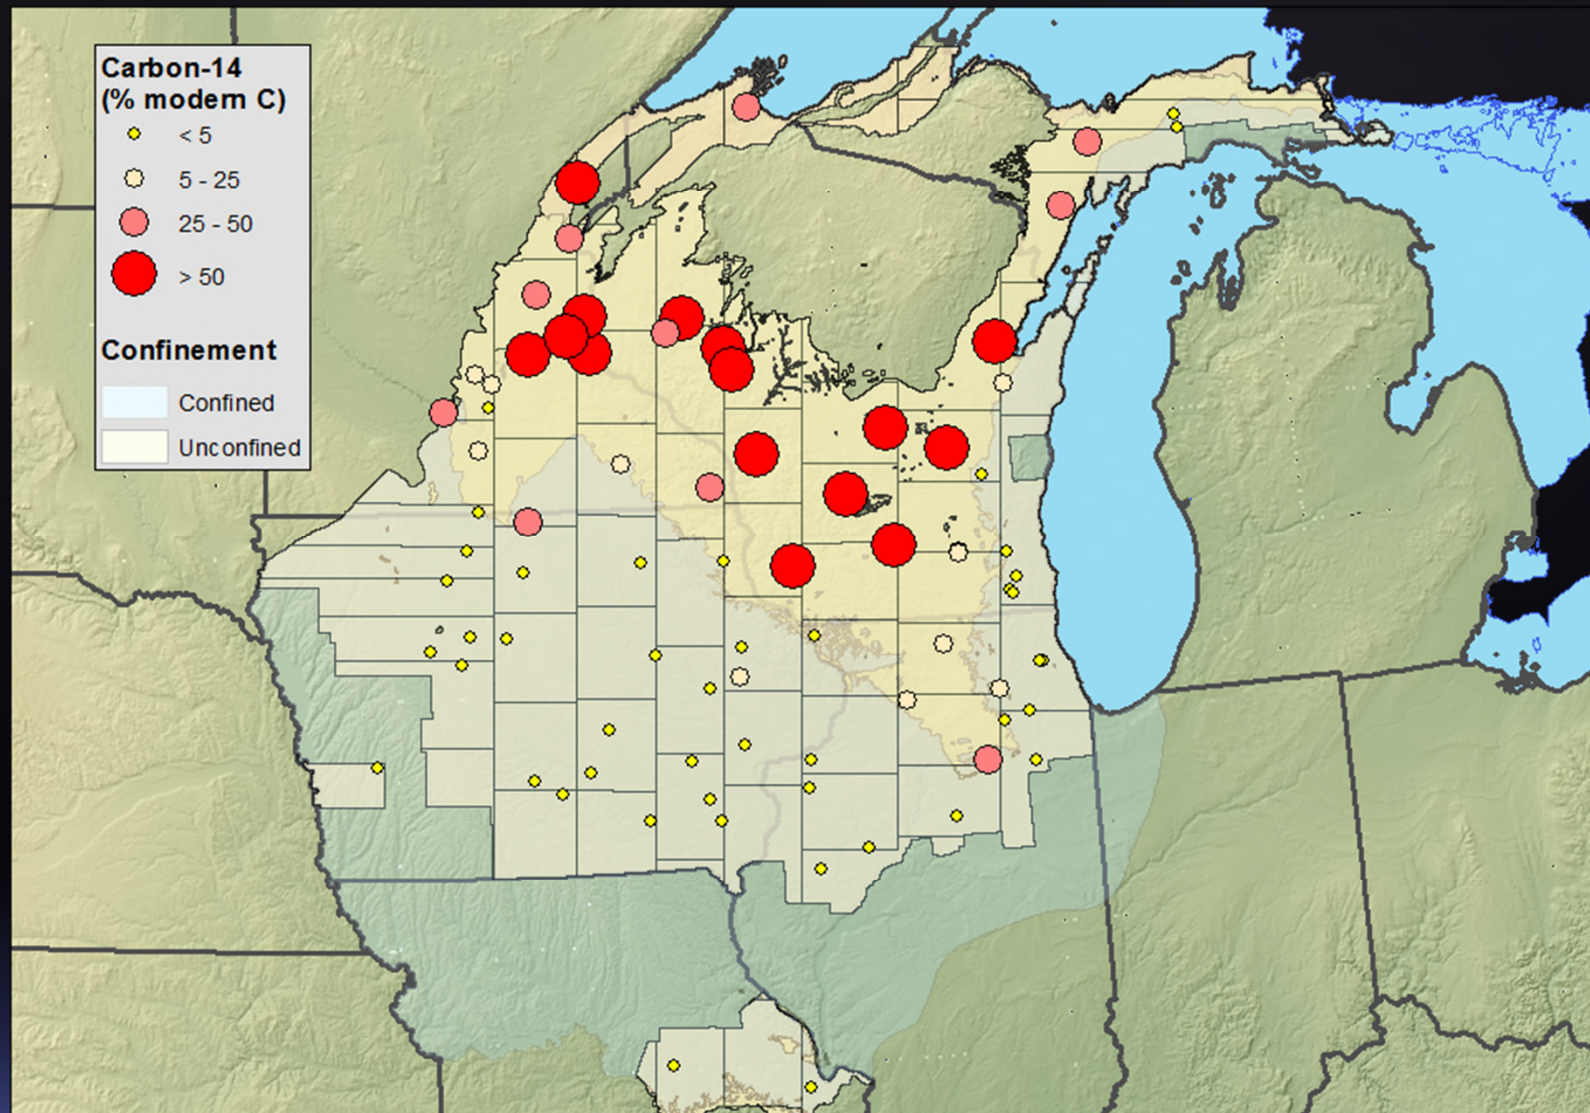 Carbon-14
(% modern C)
< 5
5 - 25
25 - 50
> 50
Confinement
Confined
Unconfined